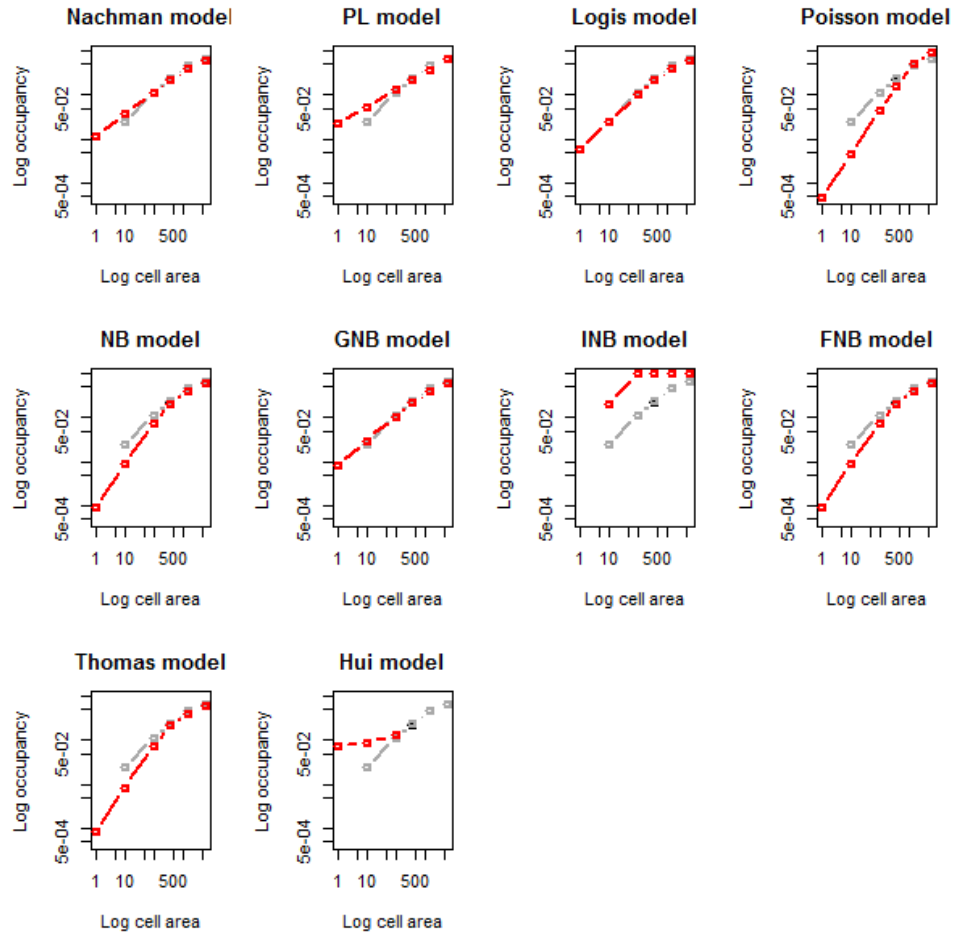 Nachman model
PL model
Logis model
Poisson model
Log occupancy
5e-04 5e-02
1 10 500
Log cell area
Log occupancy
5e-04 5e-02
1 10 500
Log cell area
Log occupancy
5e-04 5e-02
1 10 500
Log cell area
Log occupancy
5e-04 5e-02
1 10 500
Log cell area
NB model
GNB model
INB model
FNB model
Log occupancy
5e-04 5e-02
1 10 500
Log cell area
Log occupancy
5e-04 5e-02
1 10 500
Log cell area
Log occupancy
5e-04 5e-02
1 10 500
Log cell area
Log occupancy
5e-04 5e-02
1 10 500
Log cell area
Thomas model
Hui model
Log occupancy
5e-04 5e-02
1 10 500
Log cell area
Log occupancy
5e-04 5e-02
1 10 500
Log cell area